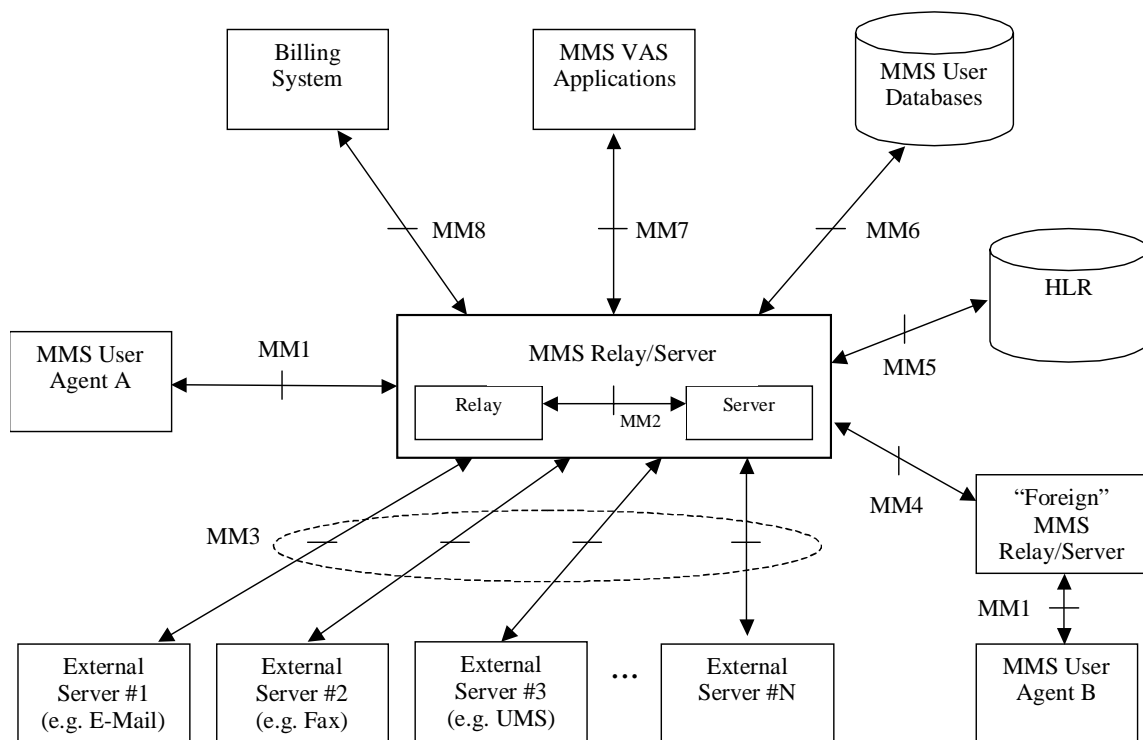 Billing
System
MMS VAS
Applications
MMS User
Databases
MM8
MM7
MM6
HLR
MMS User
Agent A
MM1
MMS Relay/Server
Relay
MM2
Server
MM5
MM4
“Foreign”
MMS
Relay/Server
MM3
MM1
External
Server #1
(e.g. E-Mail)
External
Server #2
(e.g. Fax)
External
Server #3
(e.g. UMS)
...
External
Server #N
MMS User
Agent B